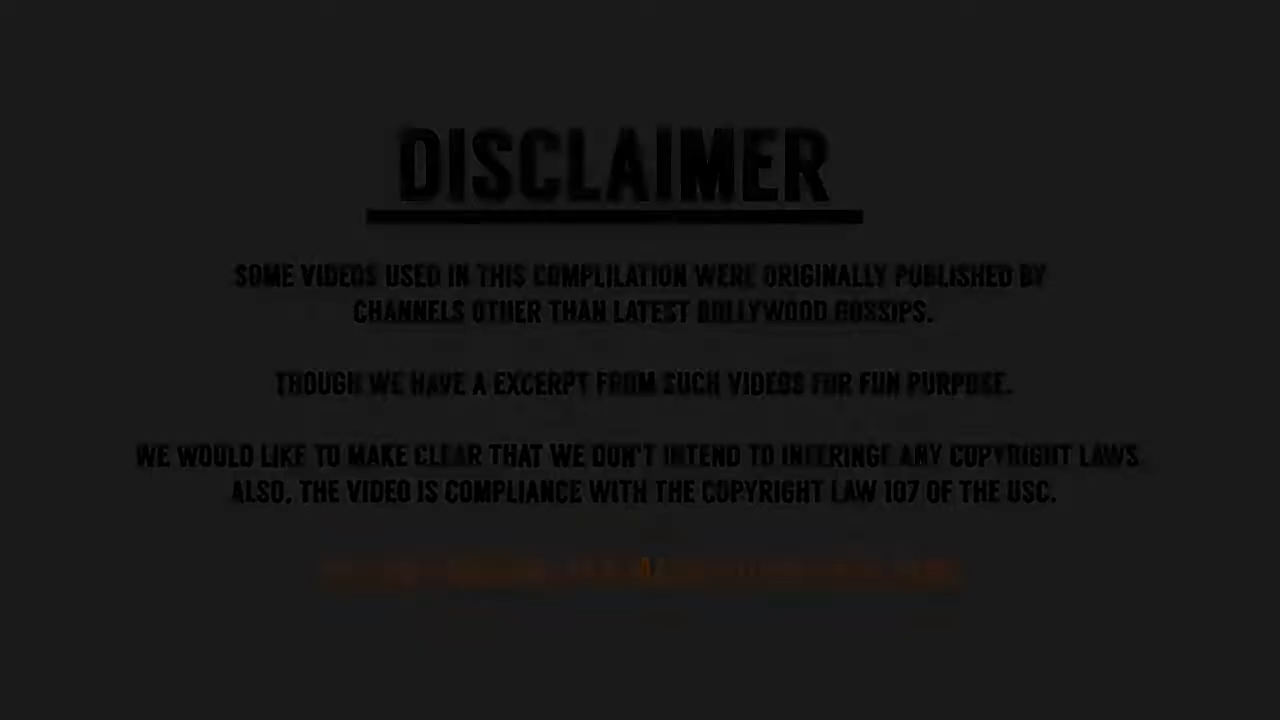 DISCLAIMER
SOME VIDEOS USED IN THIS COMPLILATION WERE ORIGINALLY PUBLISHED BY
CHANNELS OTHER THAN LATEST BOLLYWOOD GOSSIPS.
THOUGH WE HAVE A EXCERPT FROM SUCH VIDEOS FOR FUN PURPOSE.
WE WOULD LIKE TO MAKE CLEAR THAT WE DON'T INTEND TO INFRINGE ANY COPYRIGHT LAWS.
ALSO, THE VIDEO IS COMPLIANCE WITH THE COPYRIGHT LAW 107 OF THE USC.